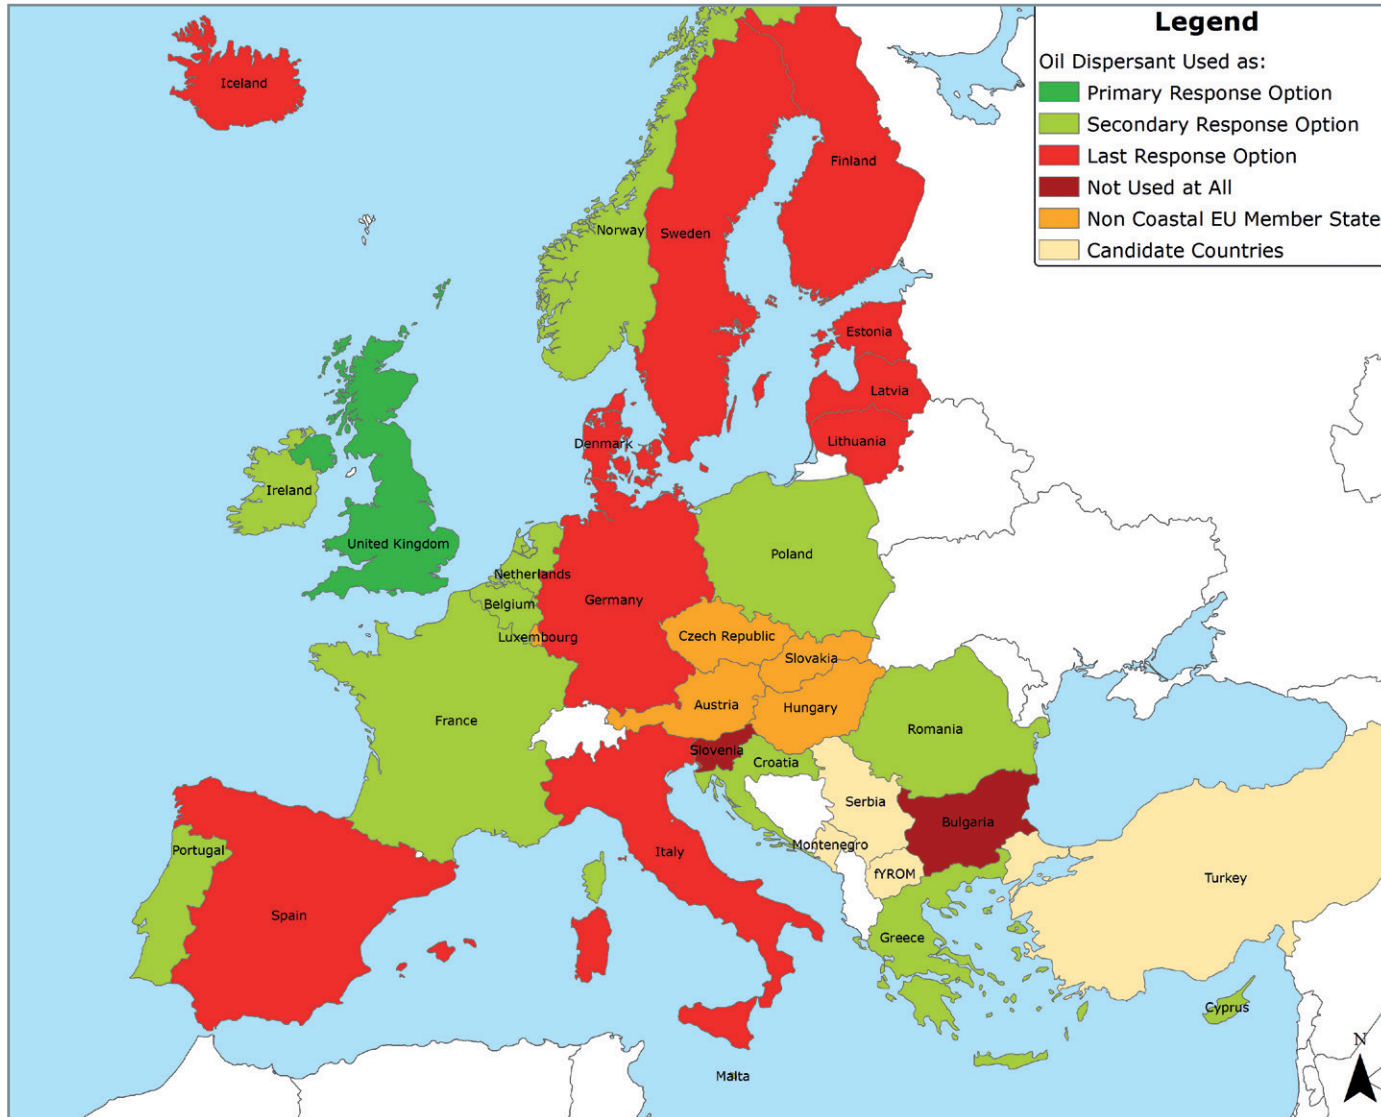 Legend
Oil Dispersant Used as:
Primary Response Option
Secondary Response Option
Last Response Option
Not Used at All
Non Coastal EU Member State
Candidate Countries
Iceland
Finland
Norway
Sweden
Estonia
Latvia
Denmark
Lithuania
Ireland
United Kingdom
Poland
Netherlands
Germany
Belgium
Luxembourg
Czech Republic
Slovakia
Austria
Hungary
France
Romania
Slovenia
Croatia
Serbia
Bulgaria
Montenegro
Portugal
Italy
fYROM
Turkey
Spain
Greece
Cyprus
N
Malta